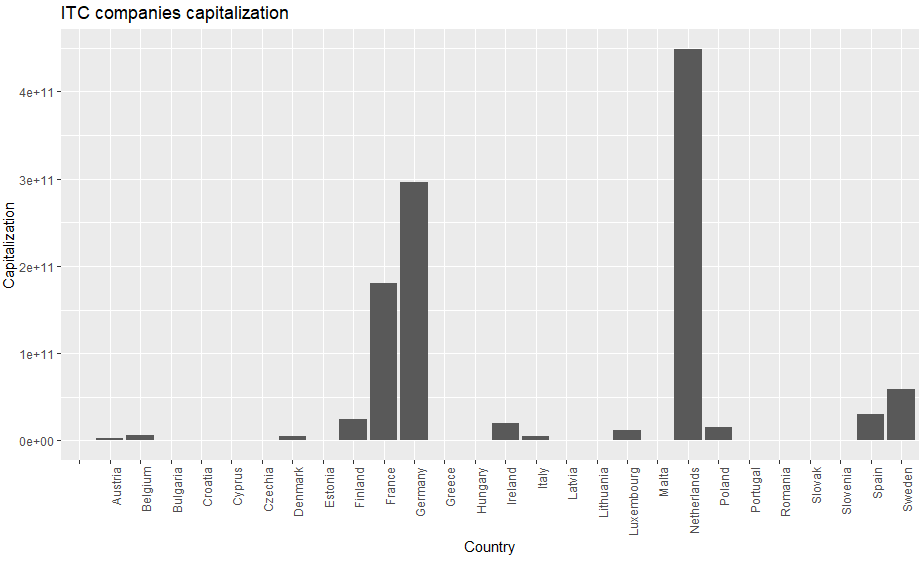 ITC companies capitalization
Capitalization
4e+11
3e+11
2e+11
1e+11
0e+00
Austria
Belgium
Bulgaria
Croatia
Cyprus
Czechia
Denmark
Estonia
Finland
France
Germany
Greece
Hungary
Ireland
Italy
Latvia
Lithuania
Luxembourg
Malta
Netherlands
Poland
Portugal
Romania
Slovak
Slovenia
Spain
Sweden
Country